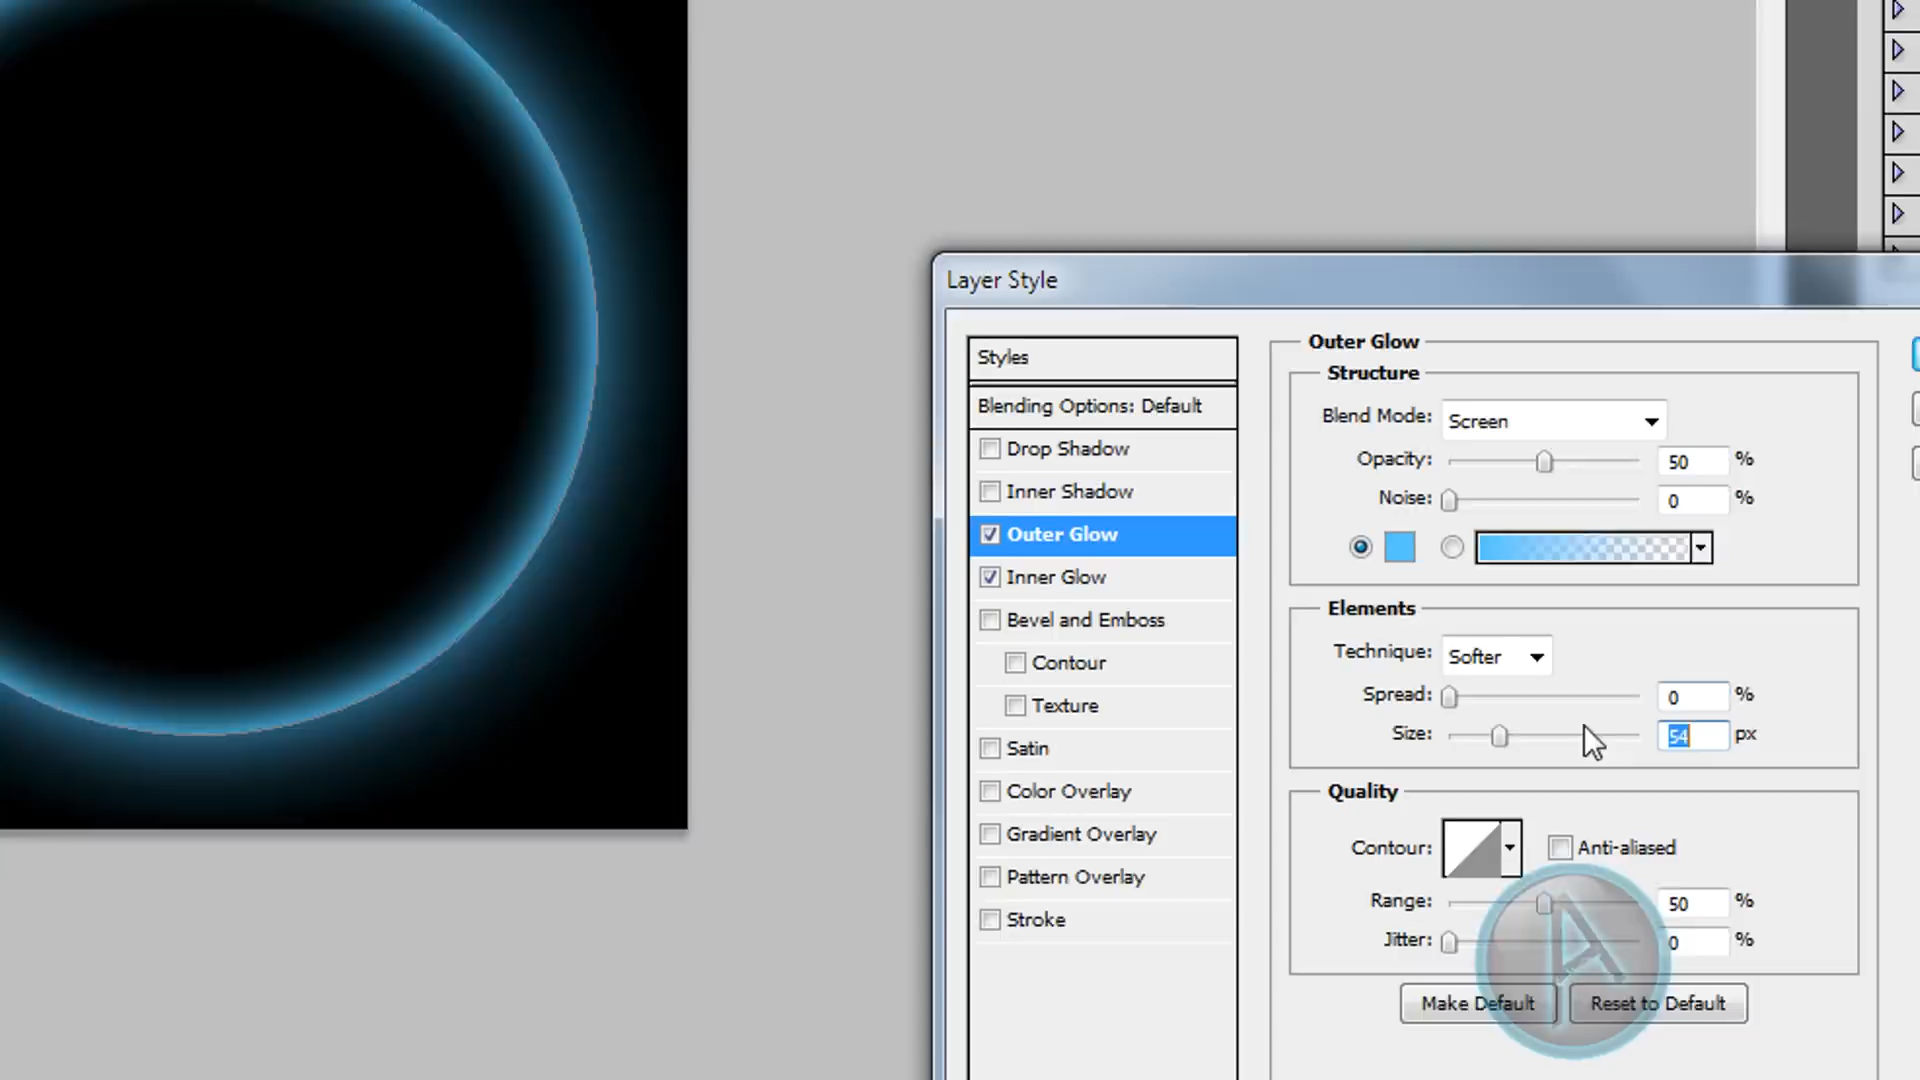 Layer Style
Styles
Blending Options: Default
Drop Shadow
Inner Shadow
Outer Glow
Inner Glow
Bevel and Emboss
Contour
Texture
Satin
Color Overlay
Gradient Overlay
Pattern Overlay
Stroke
Outer Glow
Structure
Blend Mode: Screen
Opacity: 50 %
Noise: 0 %
Elements
Technique: Softer
Spread: 0 %
Size: 54 px
Quality
Contour: Anti-aliased
Range: 50 %
Jitter: 0 %
Make Default Reset to Default
A